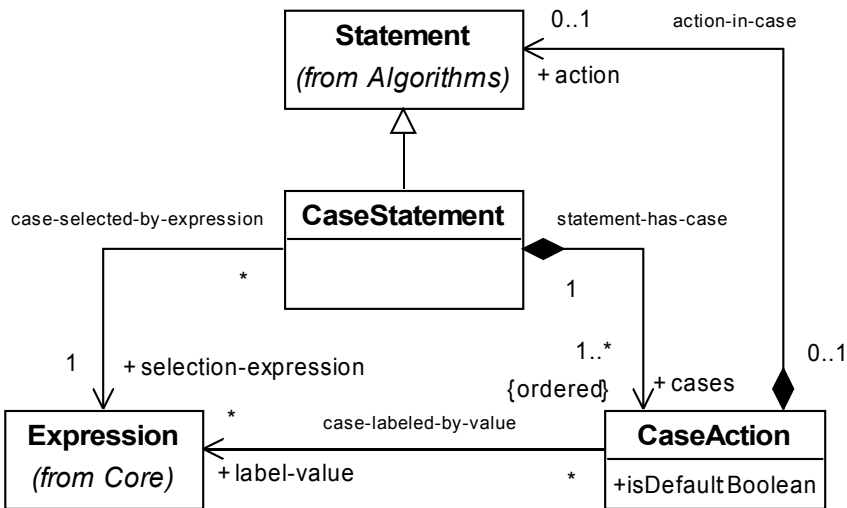 Statement
(from Algorithms)
0..1
action-in-case
+ action
case-selected-by-expression
CaseStatement
statement-has-case
*
1
1
+ selection-expression
1..*
0..1
{ordered}
+ cases
Expression
(from Core)
*
case-labeled-by-value
+ label-value
*
CaseAction
+isDefault:Boolean